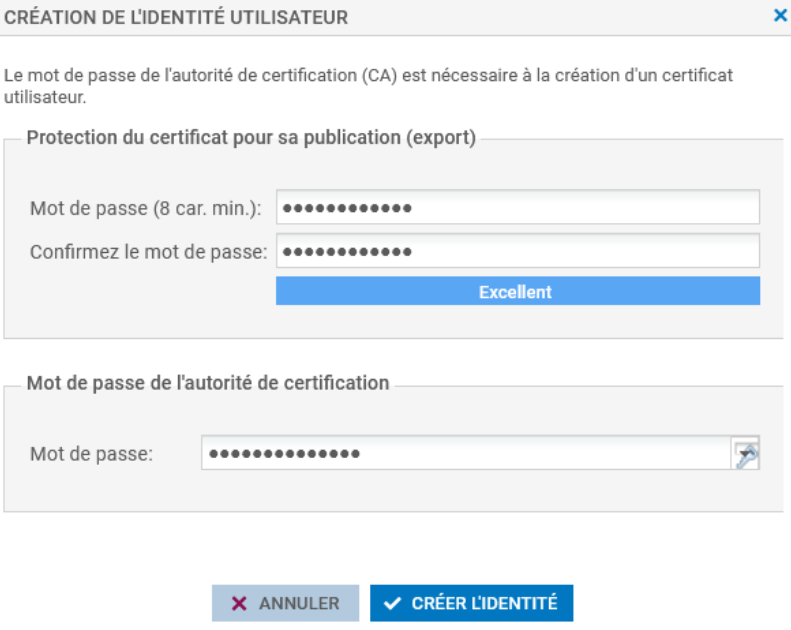 CRÉATION DE L'IDENTITÉ UTILISATEUR
Le mot de passe de l'autorité de certification (CA) est nécessaire à la création d'un certificat
utilisateur.
Protection du certificat pour sa publication (export)
Mot de passe (8 car. min.): ●●●●●●●●●●●●
Confirmez le mot de passe: ●●●●●●●●●●●●
Excellent
Mot de passe de l'autorité de certification
Mot de passe: ●●●●●●●●●●●●●●
ANNULER
CRÉER L'IDENTITÉ